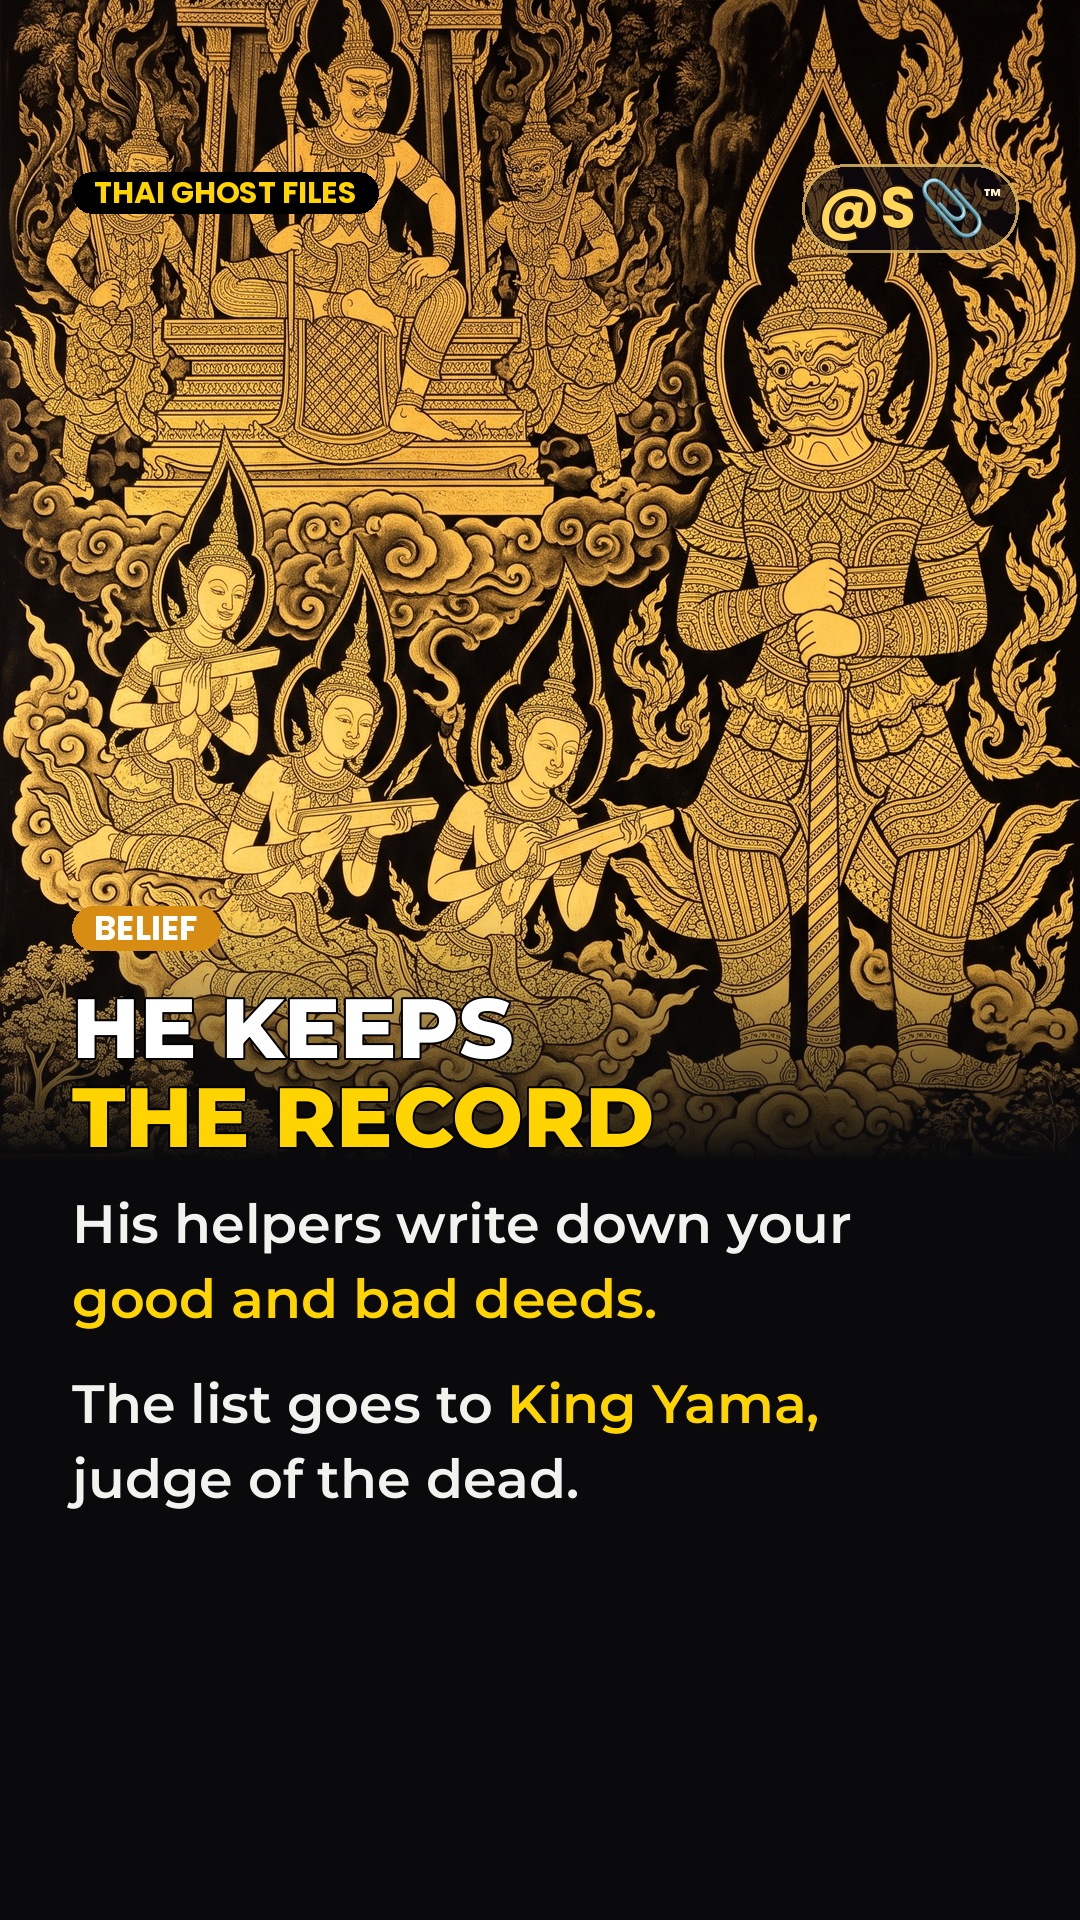 THAI GHOST FILES
@S📎™
BELIEF
HE KEEPS
THE RECORD
His helpers write down your
good and bad deeds.
The list goes to King Yama,
judge of the dead.